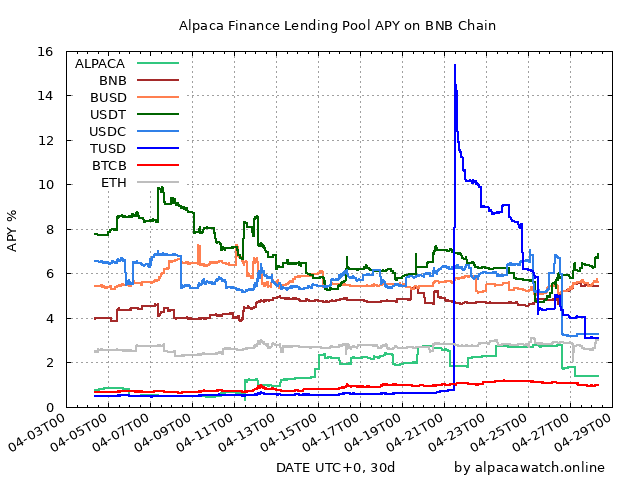 Alpaca Finance Lending Pool APY on BNB Chain
16
14
12
10
8
6
4
2
0
APY %
ALPACA
BNB
BUSD
USDT
USDC
TUSD
BTCB
ETH
04-03T00
04-05T00
04-07T00
04-09T00
04-11T00
04-13T00
04-15T00
04-17T00
04-19T00
04-21T00
04-23T00
04-25T00
04-27T00
04-29T00
DATE UTC+0, 30d
by alpacawatch.online